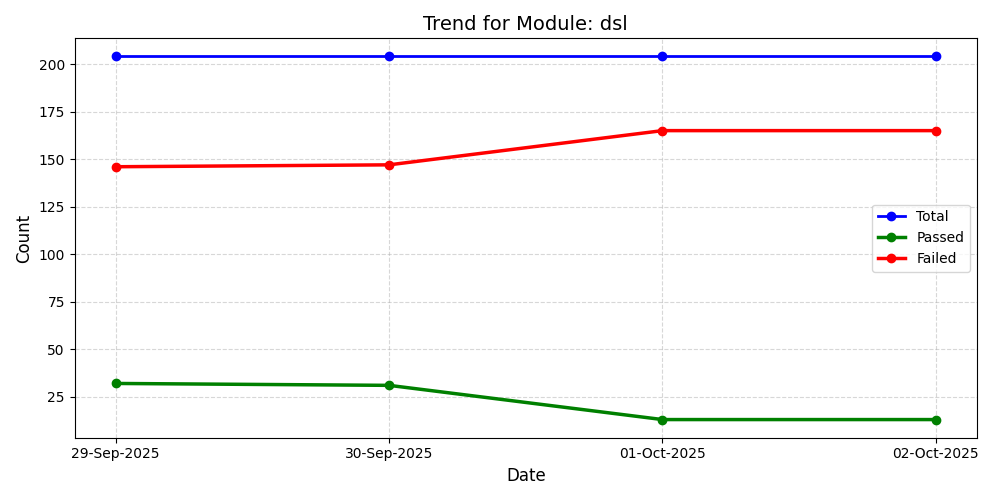 Trend for Module: dsl
Count
200
175
150
125
100
75
50
25
Total
Passed
Failed
29-Sep-2025
30-Sep-2025
01-Oct-2025
02-Oct-2025
Date